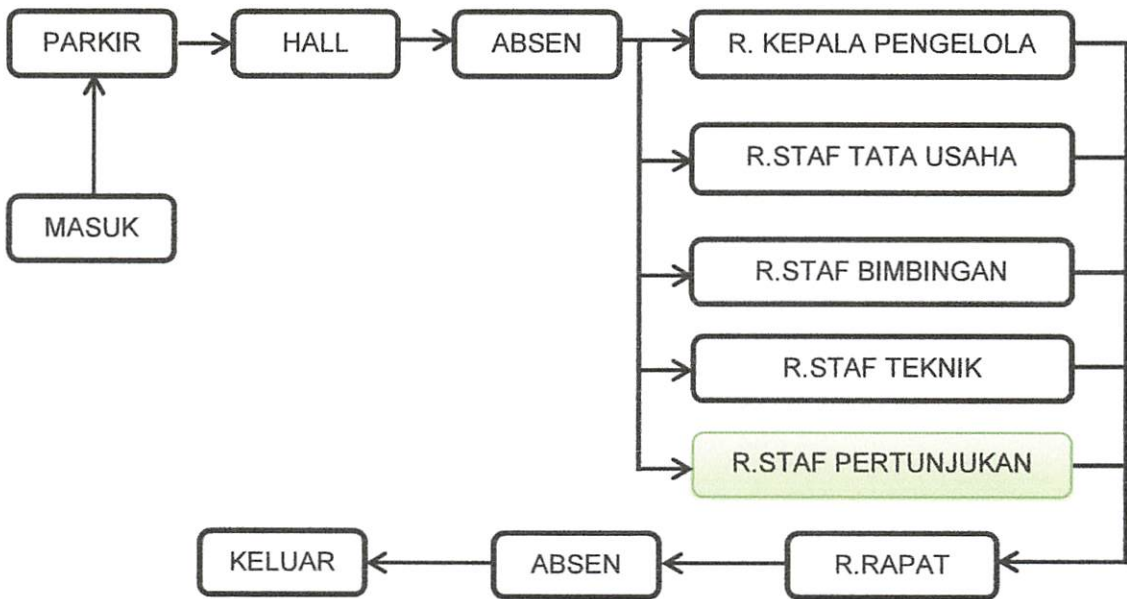 PARKIR
HALL
ABSEN
R. KEPALA PENGELOLA
R.STAF TATA USAHA
MASUK
R.STAF BIMBINGAN
R.STAF TEKNIK
R.STAF PERTUNJUKAN
KELUAR
ABSEN
R.RAPAT